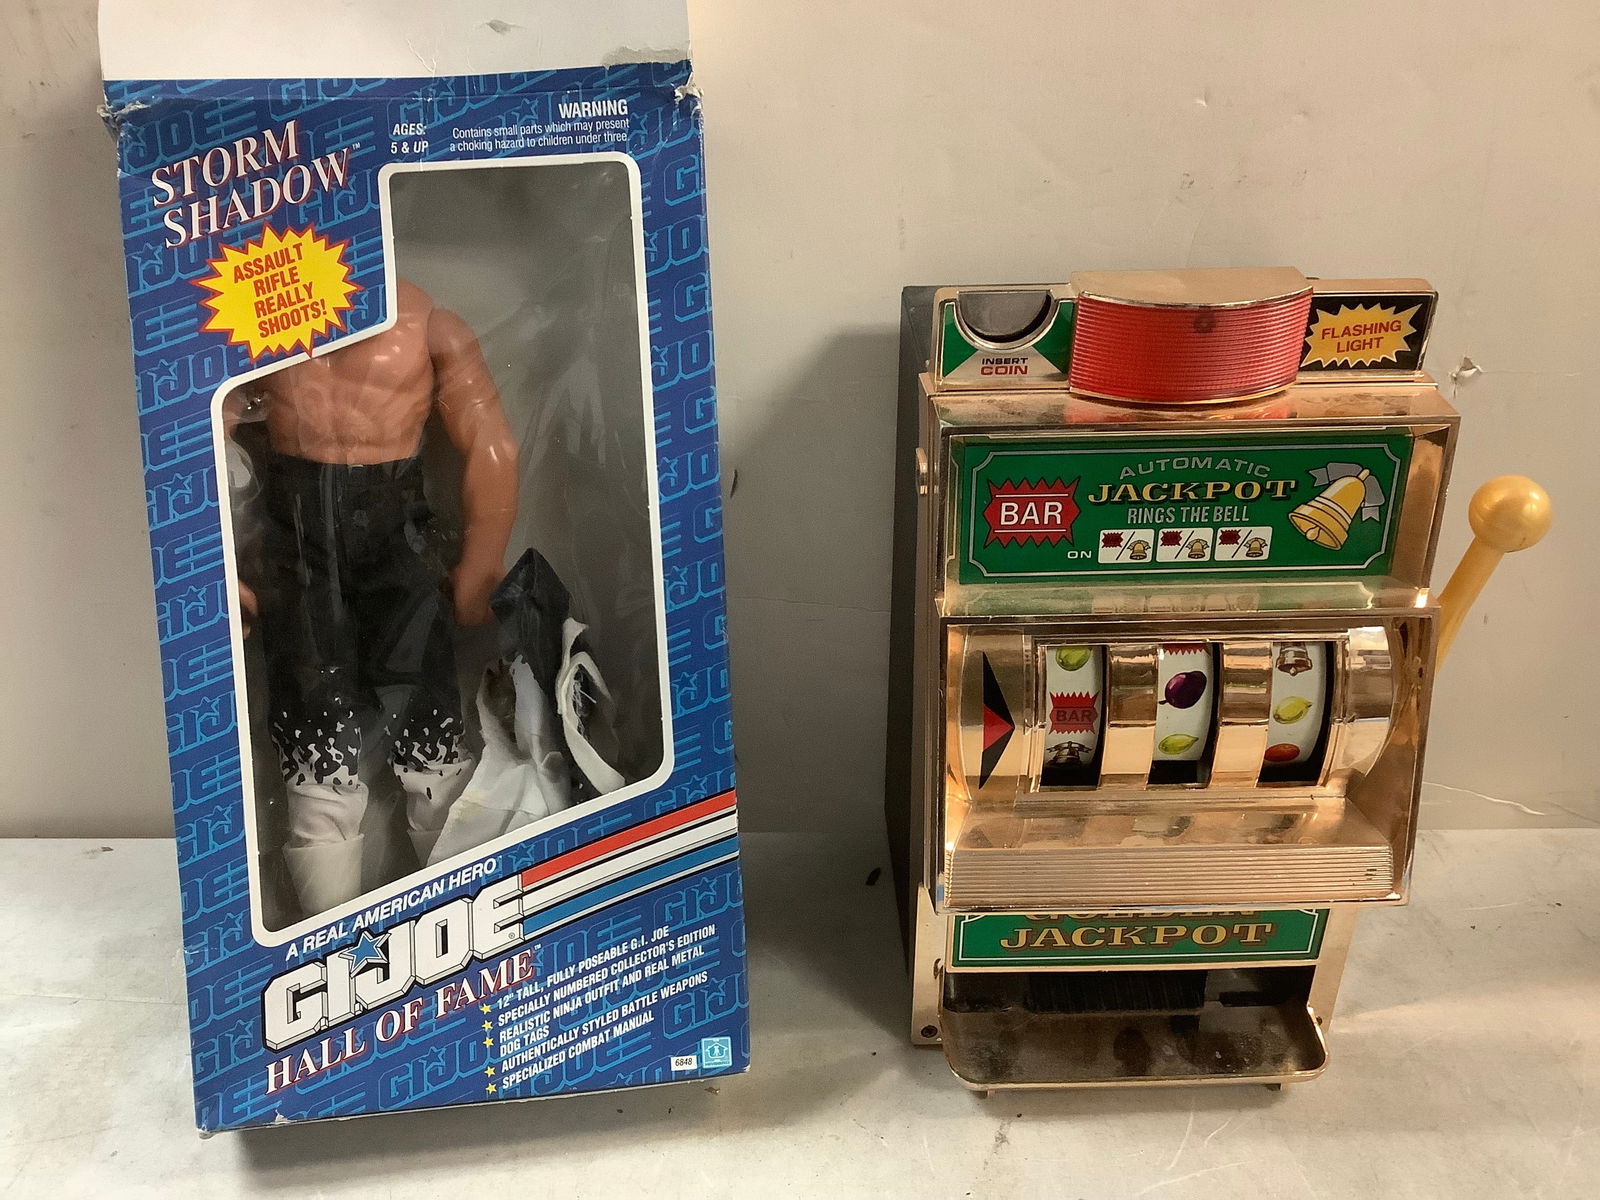 STORM
SHADOW™
AGES:
5 & UP
WARNING
Contains small parts which may present
a choking hazard to children under three.
ASSAULT
RIFLE
REALLY
SHOOTS!
A REAL AMERICAN HERO
G.I. JOE®
HALL OF FAME™
12" TALL, FULLY POSEABLE G.I. JOE
SPECIALLY NUMBERED COLLECTOR'S EDITION
REALISTIC NINJA OUTFIT AND REAL METAL
DOG TAGS
AUTHENTICALLY STYLED BATTLE WEAPONS
SPECIALIZED COMBAT MANUAL
6848
INSERT
COIN
FLASHING
LIGHT
BAR
AUTOMATIC
JACKPOT
RINGS THE BELL
ON
BAR
GOLDEN
JACKPOT